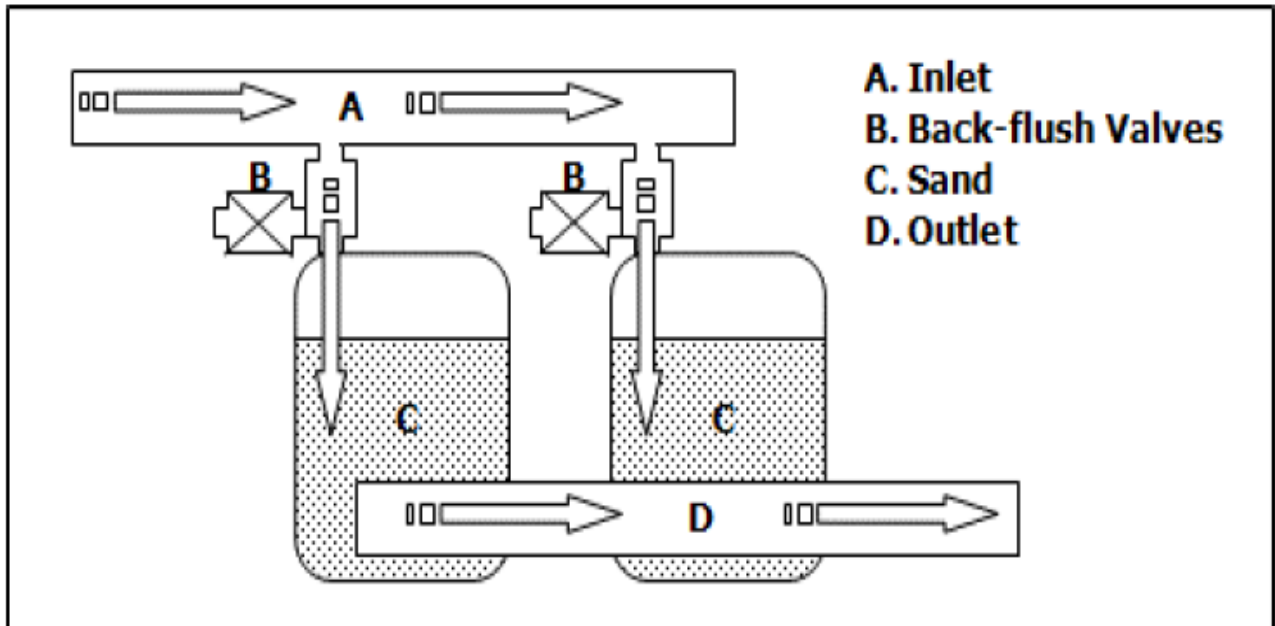 A
B
B
C
C
D
A. Inlet
B. Back-flush Valves
C. Sand
D. Outlet